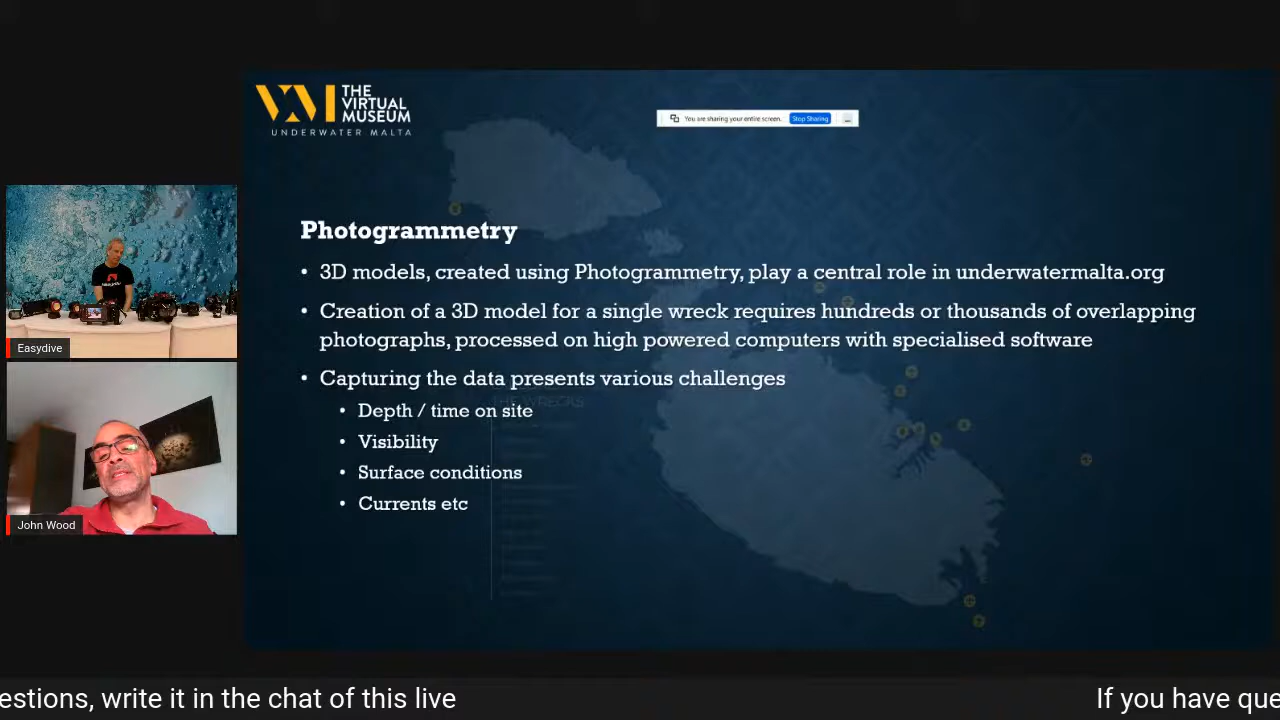 THE
VIRTUAL
MUSEUM
UNDERWATER MALTA
You are sharing your entire screen.
Stop Sharing
Photogrammetry
• 3D models, created using Photogrammetry, play a central role in underwatermalta.org
• Creation of a 3D model for a single wreck requires hundreds or thousands of overlapping
photographs, processed on high powered computers with specialised software
• Capturing the data presents various challenges
THE WRECKS
• Depth / time on site
• Visibility
• Surface conditions
• Currents etc
Easydive
John Wood
estions, write it in the chat of this live
If you have que